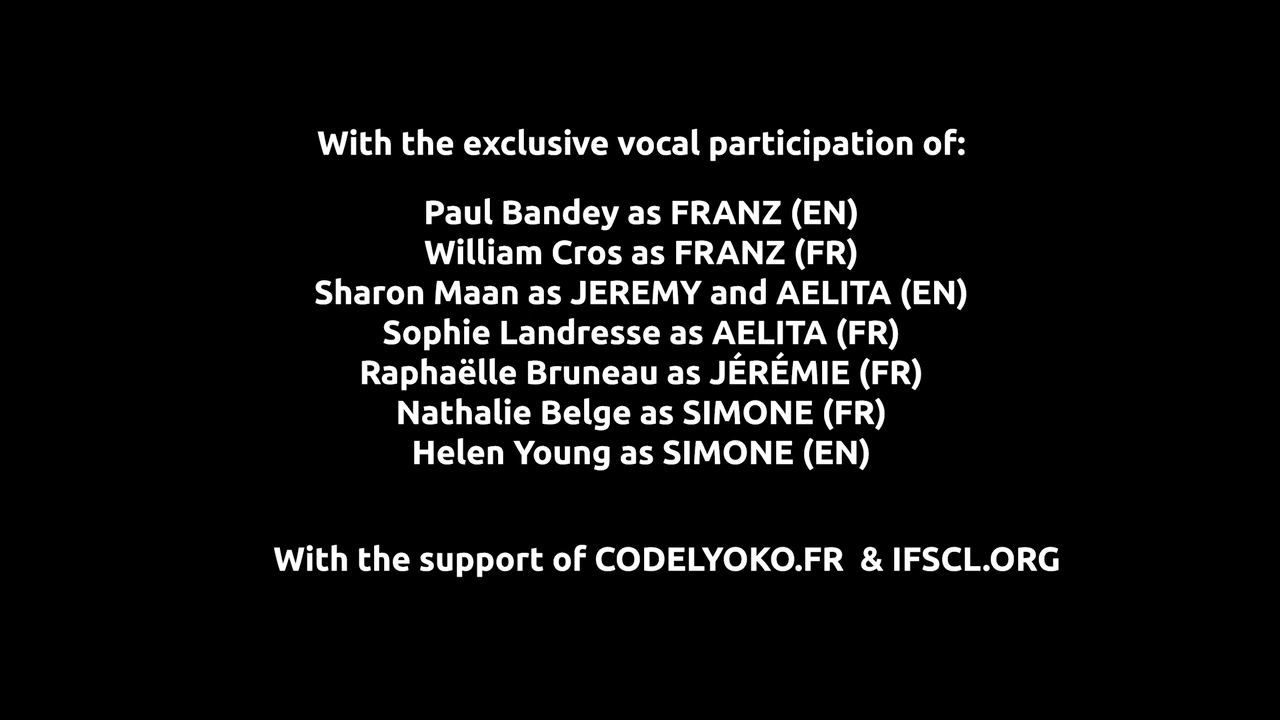 With the exclusive vocal participation of:
Paul Bandey as FRANZ (EN)
William Cros as FRANZ (FR)
Sharon Maan as JEREMY and AELITA (EN)
Sophie Landresse as AELITA (FR)
Raphaëlle Bruneau as JÉRÉMIE (FR)
Nathalie Belge as SIMONE (FR)
Helen Young as SIMONE (EN)
With the support of CODELYOKO.FR & IFSCL.ORG